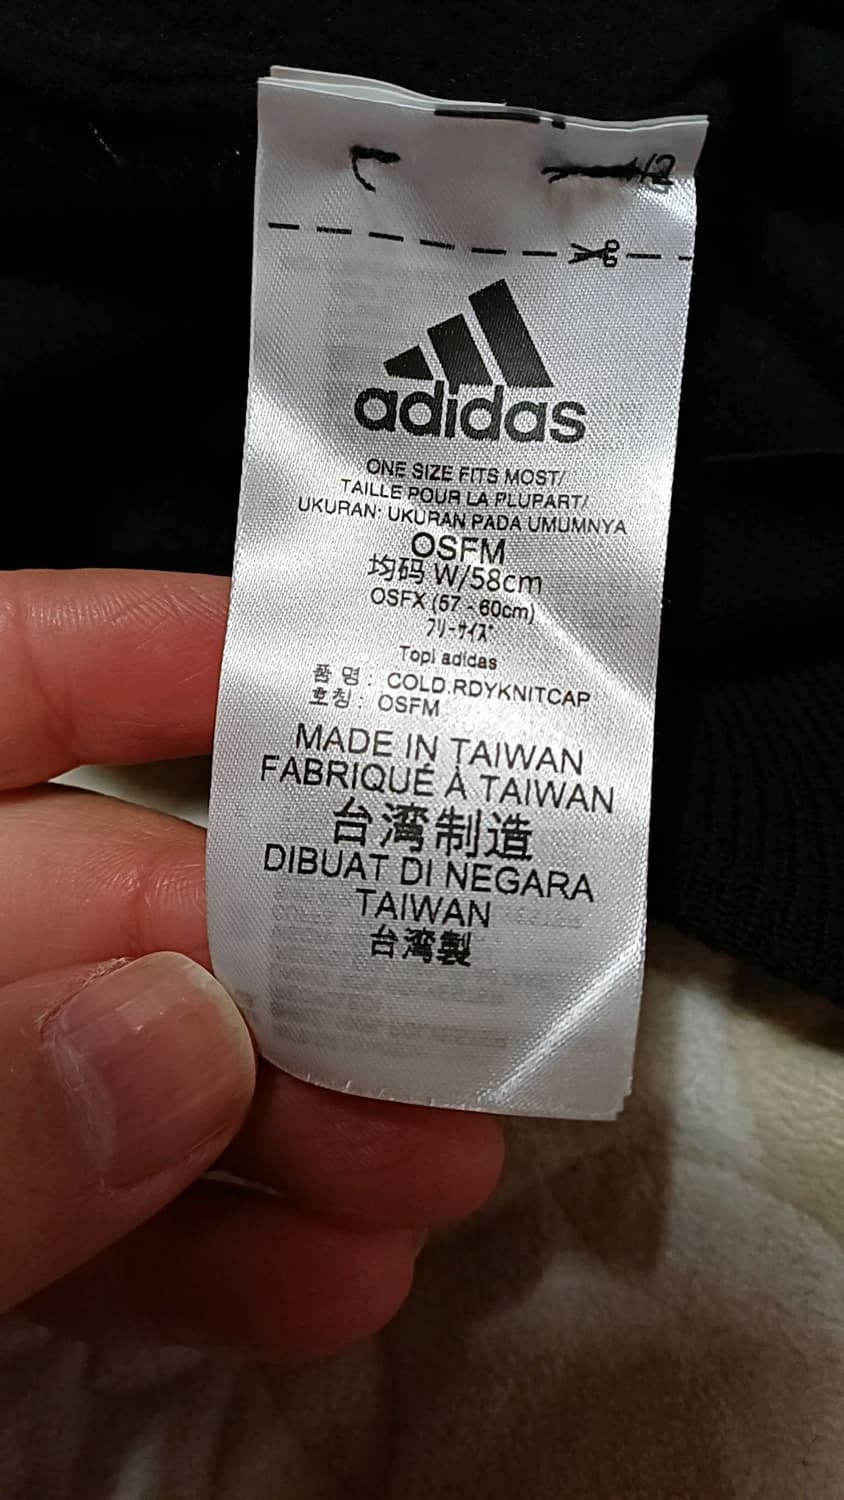 adidas
ONE SIZE FITS MOST/
TAILLE POUR LA PLUPART/
UKURAN: UKURAN PADA UMUMNYA
OSFM
均码 W/58cm
OSFX (57 - 60cm)
フリーサイズ
Topi adidas
품 명 : COLD.RDYKNITCAP
호칭 : OSFM
MADE IN TAIWAN
FABRIQUÉ À TAIWAN
台湾制造
DIBUAT DI NEGARA
TAIWAN
台湾製